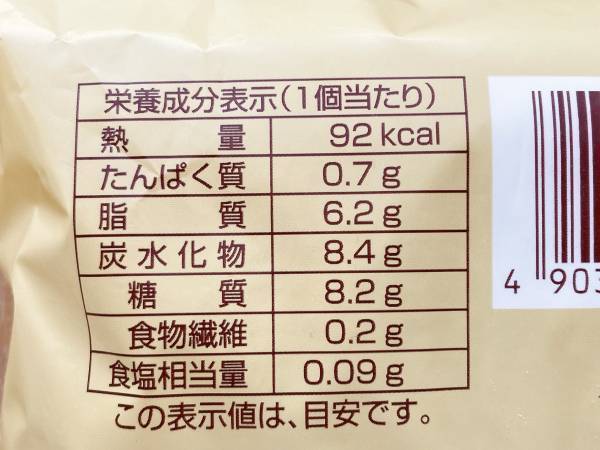 栄養成分表示(1個当たり)
熱量 92kcal
たんぱく質 0.7g
脂質 6.2g
炭水化物 8.4g
糖質 8.2g
食物繊維 0.2g
食塩相当量 0.09g
この表示値は、目安です。
4 903